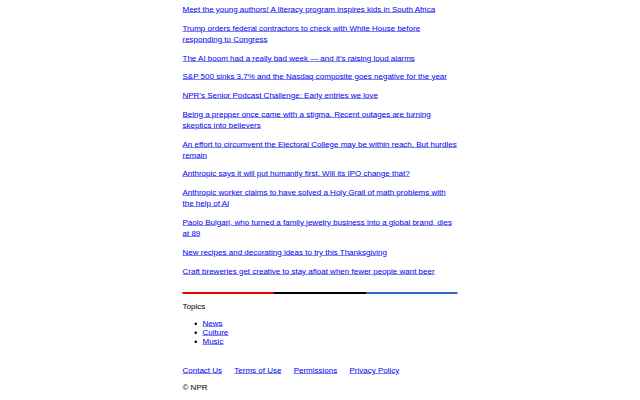 Meet the young authors! A literacy program inspires kids in South Africa
Trump orders federal contractors to check with White House before
responding to Congress
The AI boom had a really bad week — and it's raising loud alarms
S&P 500 sinks 3.7% and the Nasdaq composite goes negative for the year
NPR's Senior Podcast Challenge: Early entries we love
Being a prepper once came with a stigma. Recent outages are turning
skeptics into believers
An effort to circumvent the Electoral College may be within reach. But hurdles
remain
Anthropic says it will put humanity first. Will its IPO change that?
Anthropic worker claims to have solved a Holy Grail of math problems with
the help of AI
Paolo Bulgari, who turned a family jewelry business into a global brand, dies
at 89
New recipes and decorating ideas to try this Thanksgiving
Craft breweries get creative to stay afloat when fewer people want beer
Topics
News
Culture
Music
Contact Us Terms of Use Permissions Privacy Policy
© NPR